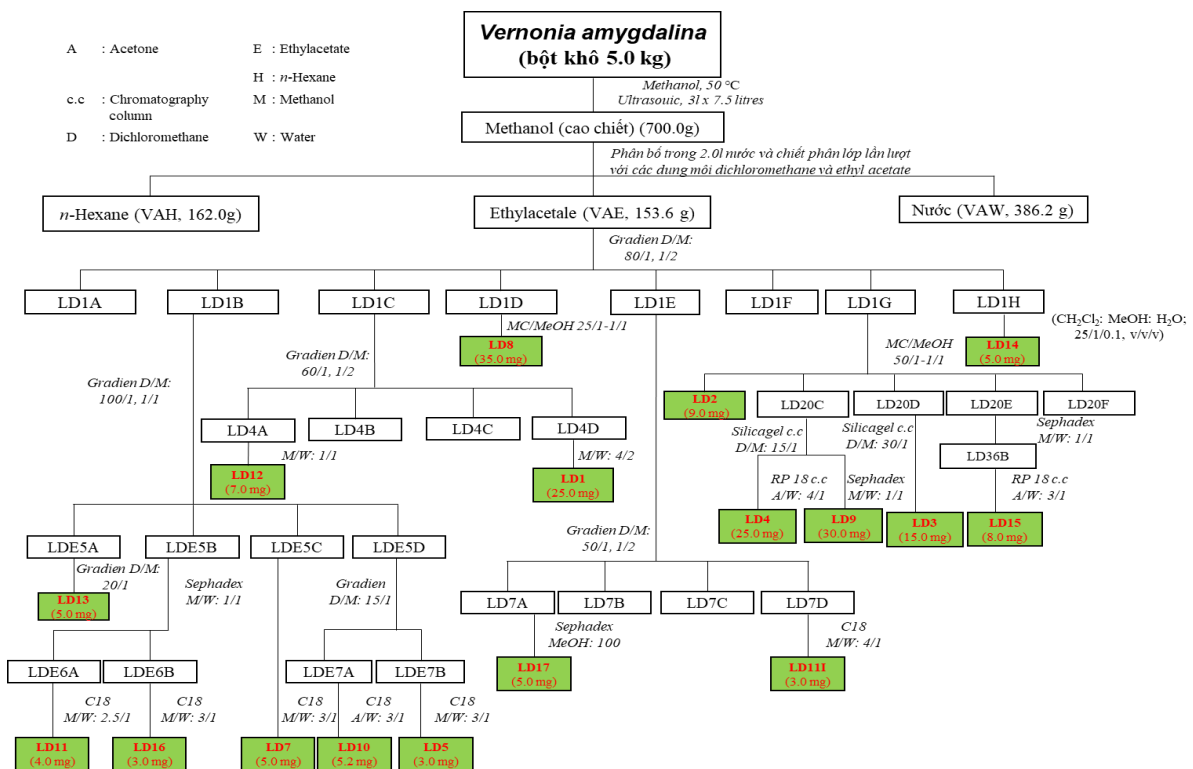 Vernonia amygdalina
(bột khô 5.0 kg)
A : Acetone
E : Ethylacetate
H : n-Hexane
c.c : Chromatography
column
M : Methanol
D : Dichloromethane
W : Water
Methanol, 50 °C
Ultrasouic, 3l x 7.5 litres
Methanol (cao chiết) (700.0g)
Phân bố trong 2.0l nước và chiết phân lớp lần lượt
với các dung môi dichloromethane và ethyl acetate
n-Hexane (VAH, 162.0g)
Ethylacetale (VAE, 153.6 g)
Nước (VAW, 386.2 g)
Gradien D/M:
80/1, 1/2
LD1A
LD1B
LD1C
LD1D
LD1E
LD1F
LD1G
LD1H
MC/MeOH 25/1-1/1
(CH2Cl2: MeOH: H2O;
25/1/0.1, v/v/v)
LD8
(35.0 mg)
LD14
(5.0 mg)
Gradien D/M:
60/1, 1/2
MC/MeOH
50/1-1/1
Gradien D/M:
100/1, 1/1
LD2
(9.0 mg)
LD20C
LD20D
LD20E
LD20F
LD4A
LD4B
LD4C
LD4D
Silicagel c.c
D/M: 15/1
Silicagel c.c
D/M: 30/1
Sephadex
M/W: 1/1
M/W: 1/1
M/W: 4/2
LD36B
LD12
(7.0 mg)
LD1
(25.0 mg)
RP 18 c.c
A/W: 4/1
Sephadex
M/W: 1/1
RP 18 c.c
A/W: 3/1
LD4
(25.0 mg)
LD9
(30.0 mg)
LD3
(15.0 mg)
LD15
(8.0 mg)
Gradien D/M:
50/1, 1/2
LDE5A
LDE5B
LDE5C
LDE5D
Gradien D/M:
20/1
Sephadex
M/W: 1/1
Gradien
D/M: 15/1
LD13
(5.0 mg)
LD7A
LD7B
LD7C
LD7D
Sephadex
MeOH: 100
C18
M/W: 4/1
LDE6A
LDE6B
LDE7A
LDE7B
LD17
(5.0 mg)
LD11I
(3.0 mg)
C18
M/W: 2.5/1
C18
M/W: 3/1
C18
M/W: 3/1
C18
A/W: 3/1
C18
M/W: 3/1
LD11
(4.0 mg)
LD16
(3.0 mg)
LD7
(5.0 mg)
LD10
(5.2 mg)
LD5
(3.0 mg)